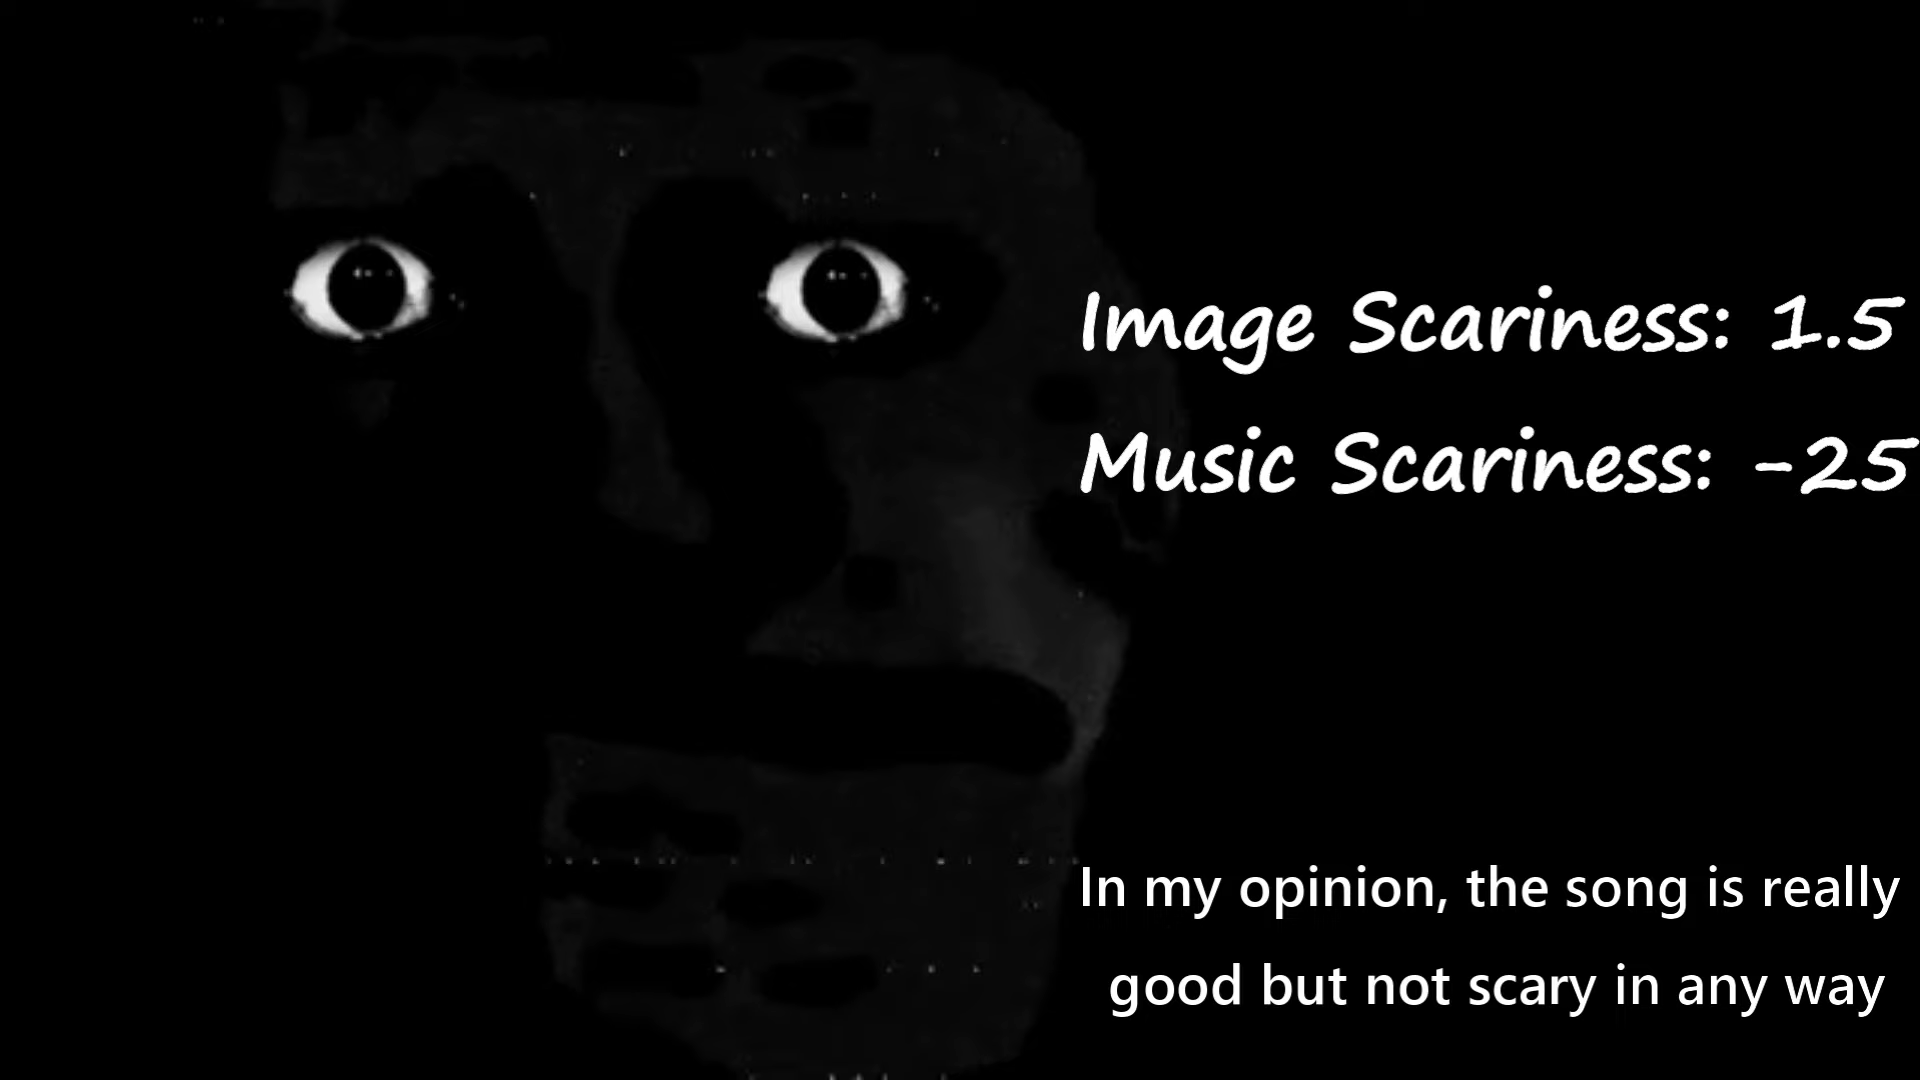 Image Scariness: 1.5
Music Scariness: -25
In my opinion, the song is really
good but not scary in any way